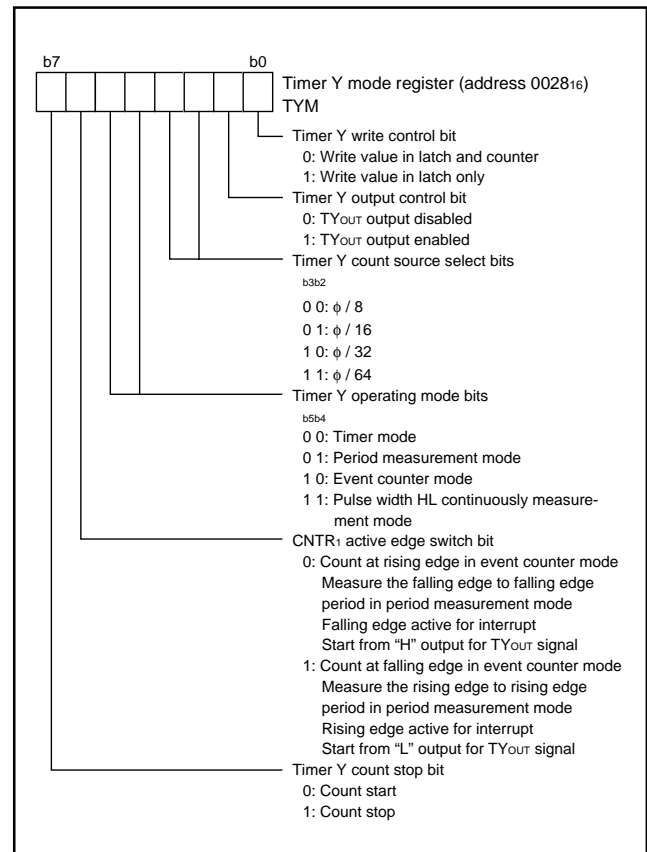 b7 b0
Timer Y mode register (address 002816)
TYM
Timer Y write control bit
0: Write value in latch and counter
1: Write value in latch only
Timer Y output control bit
0: TYOUT output disabled
1: TYOUT output enabled
Timer Y count source select bits
b3b2
0 0: ϕ / 8
0 1: ϕ / 16
1 0: ϕ / 32
1 1: ϕ / 64
Timer Y operating mode bits
b5b4
0 0: Timer mode
0 1: Period measurement mode
1 0: Event counter mode
1 1: Pulse width HL continuously measure-
ment mode
CNTR1 active edge switch bit
0: Count at rising edge in event counter mode
Measure the falling edge to falling edge
period in period measurement mode
Falling edge active for interrupt
Start from “H” output for TYOUT signal
1: Count at falling edge in event counter mode
Measure the rising edge to rising edge
period in period measurement mode
Rising edge active for interrupt
Start from “L” output for TYOUT signal
Timer Y count stop bit
0: Count start
1: Count stop